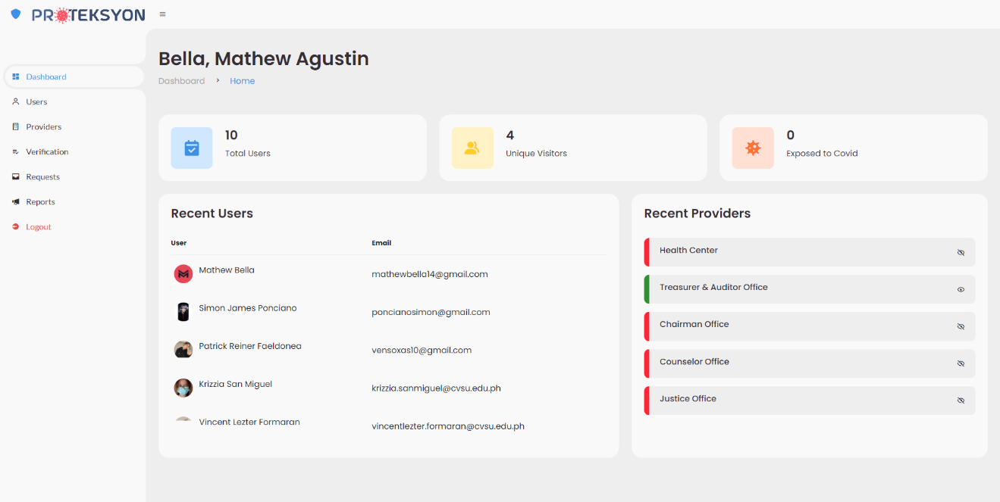 PROTEKSYON
Bella, Mathew Agustin
Dashboard > Home
Dashboard
Users
Providers
Verification
Requests
Reports
Logout
10
Total Users
4
Unique Visitors
0
Exposed to Covid
Recent Users
User Email
Mathew Bella mathewbella14@gmail.com
Simon James Ponciano poncianosimon@gmail.com
Patrick Reiner Faeldonea vensoxas10@gmail.com
Krizzia San Miguel krizzia.sanmiguel@cvsu.edu.ph
Vincent Lezter Formaran vincentlezter.formaran@cvsu.edu.ph
Recent Providers
Health Center
Treasurer & Auditor Office
Chairman Office
Counselor Office
Justice Office